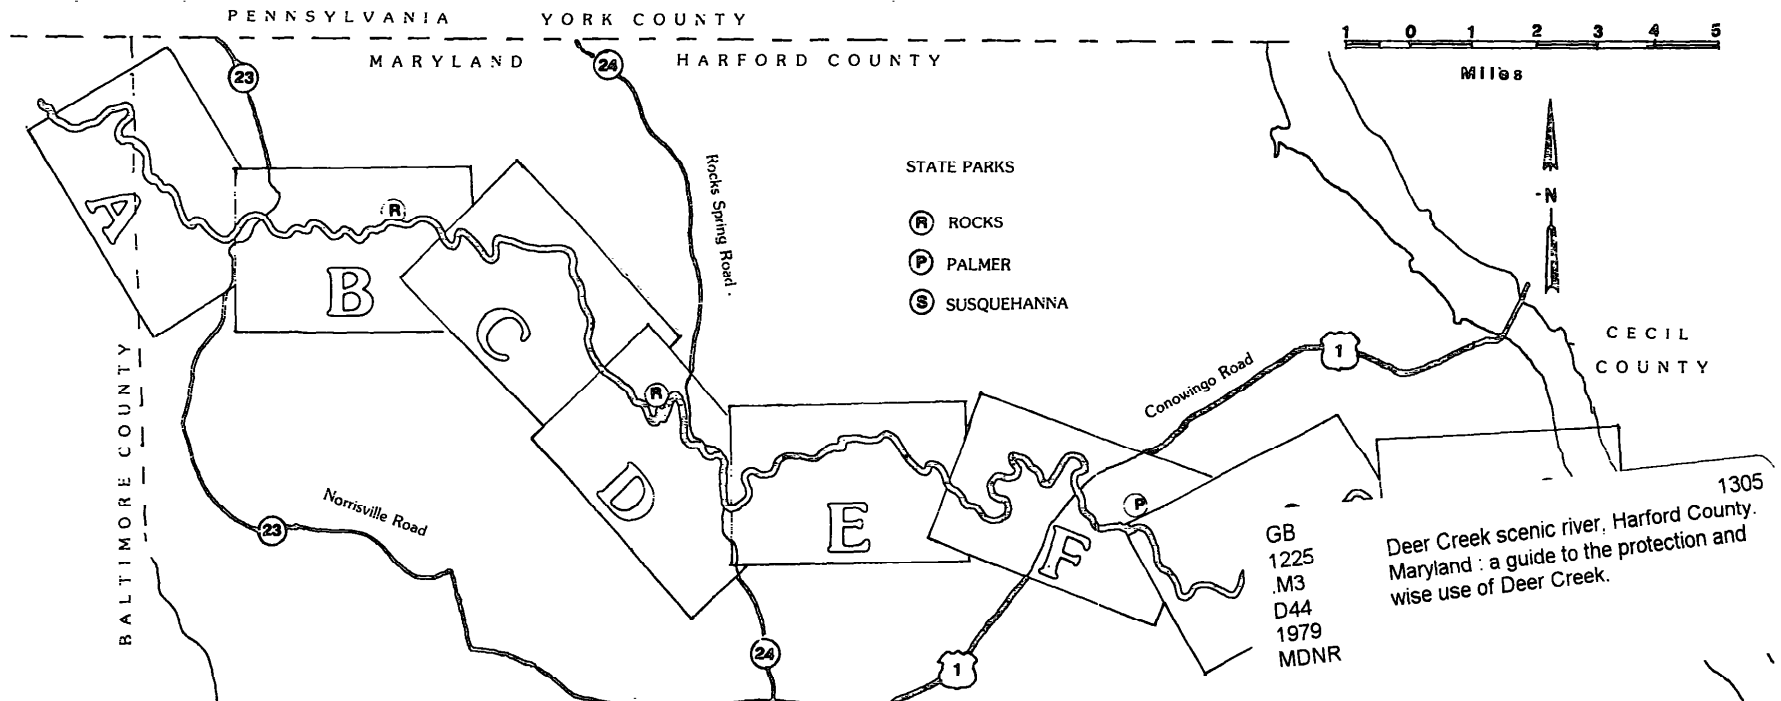 PENNSYLVANIA
YORK COUNTY
MARYLAND
HARFORD COUNTY
1 0 1 2 3 4 5
Miles
23
24
N
A
B
C
D
E
F
R
R
P
Rocks Spring Road
STATE PARKS
R ROCKS
P PALMER
S SUSQUEHANNA
CECIL
COUNTY
1
Conowingo Road
BALTIMORE COUNTY
Norrisville Road
23
24
1
1305
GB
1225
.M3
D44
1979
MDNR
Deer Creek scenic river, Harford County.
Maryland : a guide to the protection and
wise use of Deer Creek.